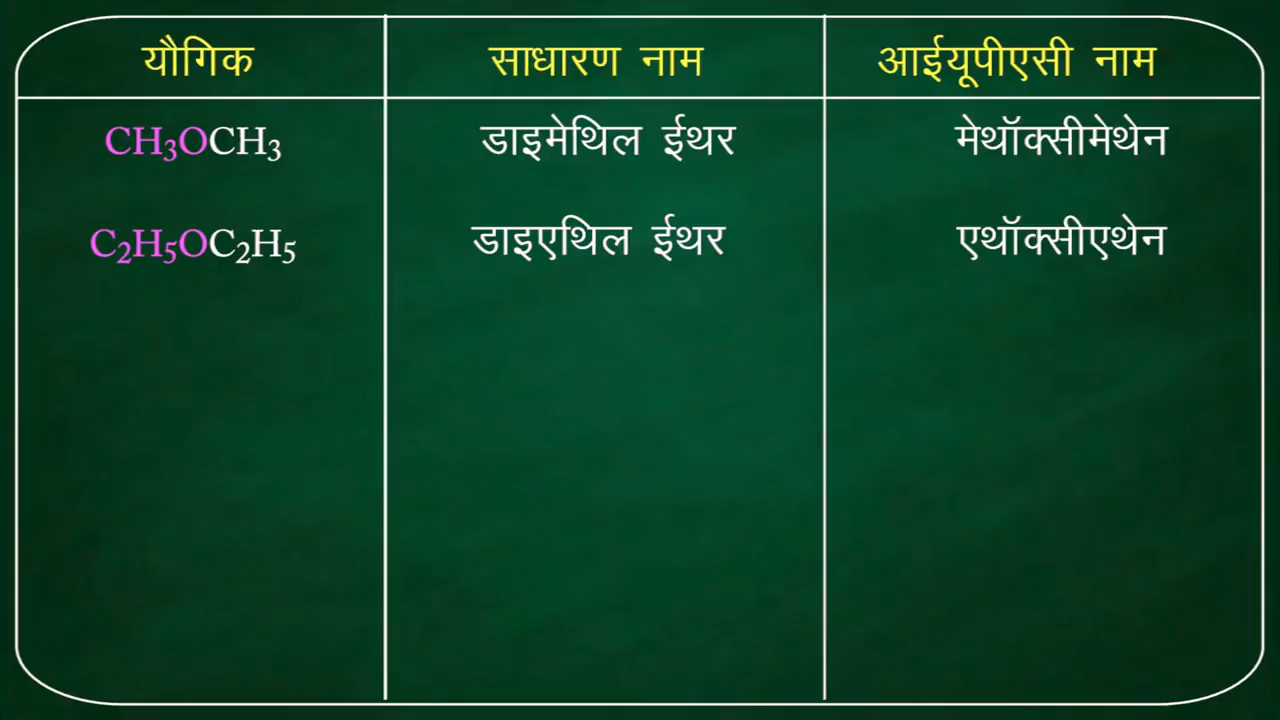 यौगिक साधारण नाम आईयूपीएसी नाम
CH₃OCH₃ डाइमेथिल ईथर मेथॉक्सीमेथेन
C₂H₅OC₂H₅ डाइएथिल ईथर एथॉक्सीएथेन